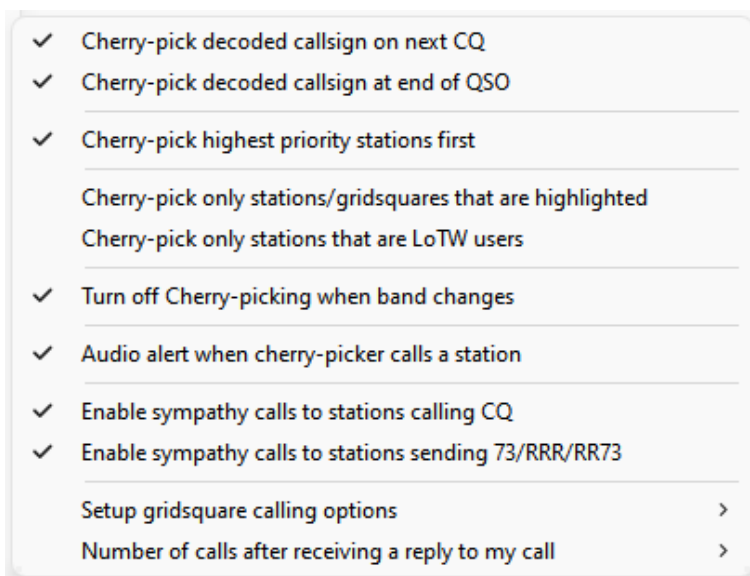 Cherry-pick decoded callsign on next CQ
Cherry-pick decoded callsign at end of QSO
Cherry-pick highest priority stations first
Cherry-pick only stations/gridsquares that are highlighted
Cherry-pick only stations that are LoTW users
Turn off Cherry-picking when band changes
Audio alert when cherry-picker calls a station
Enable sympathy calls to stations calling CQ
Enable sympathy calls to stations sending 73/RRR/RR73
Setup gridsquare calling options
Number of calls after receiving a reply to my call